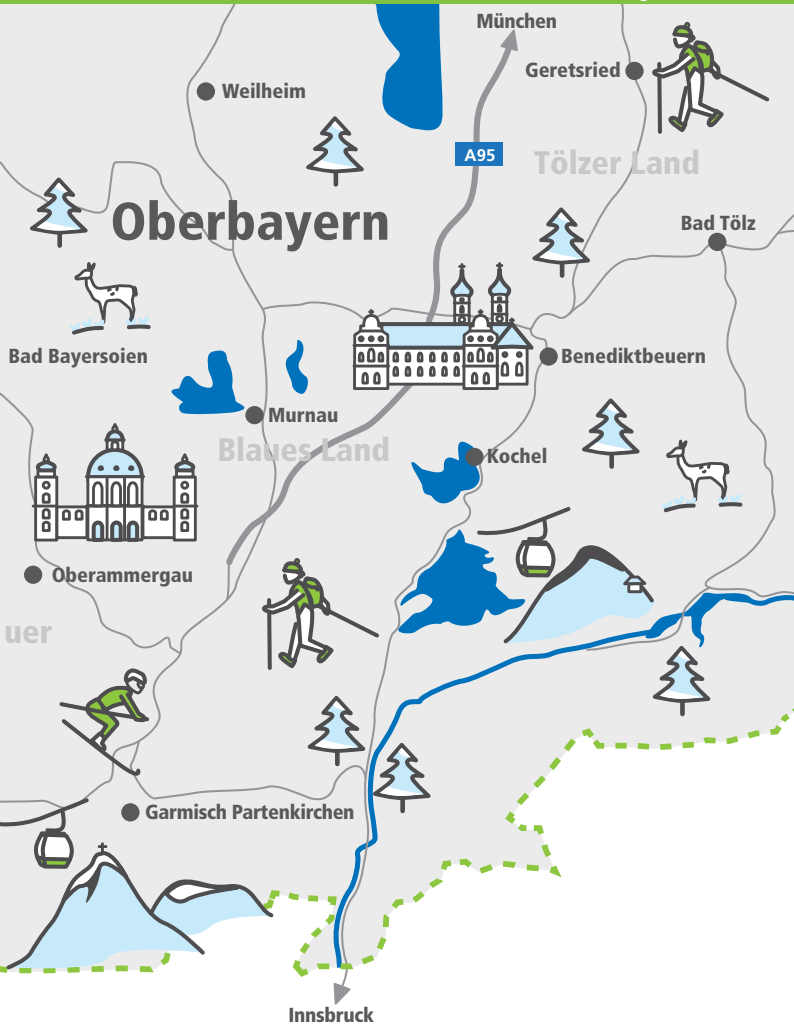 München
Geretsried
Weilheim
A95
Tölzer Land
Oberbayern
Bad Tölz
Bad Bayersoien
Benediktbeuern
Murnau
Blaues Land
Kochel
Oberammergau
uer
Garmisch Partenkirchen
Innsbruck